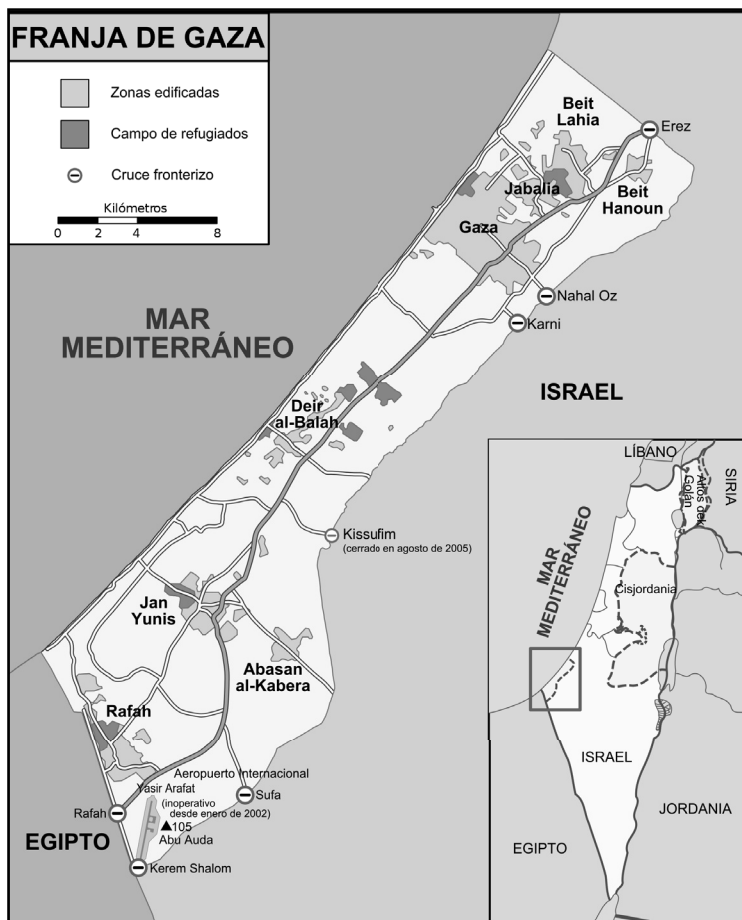 FRANJA DE GAZA
Zonas edificadas
Campo de refugiados
Cruce fronterizo
Kilómetros
0 2 4 8
Beit
Lahia
Erez
Jabalia
Beit
Hanoun
Gaza
Nahal Oz
Karni
MAR
MEDITERRÁNEO
ISRAEL
Deir
al-Balah
Kissufim
(cerrado en agosto de 2005)
Jan
Yunis
Abasan
al-Kabera
Rafah
Aeropuerto Internacional
Yasir Arafat
(inoperativo
desde enero de 2002)
Sufa
Rafah
105
Abu Auda
EGIPTO
Kerem Shalom
LÍBANO
SIRIA
Altos dek
Golán
MAR
MEDITERRÁNEO
Cisjordania
ISRAEL
JORDANIA
EGIPTO